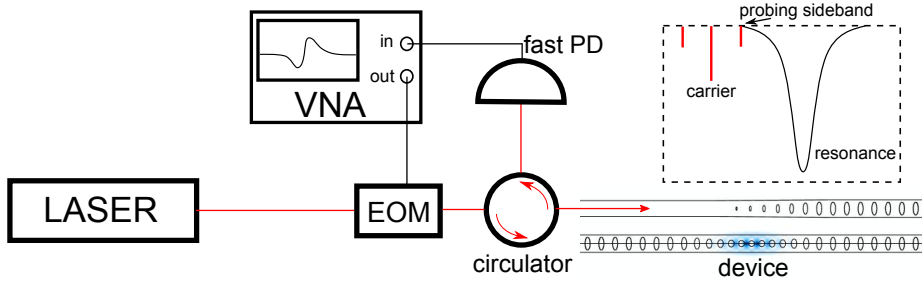 probing sideband
in
fast PD
out
VNA
carrier
resonance
LASER
EOM
circulator
device